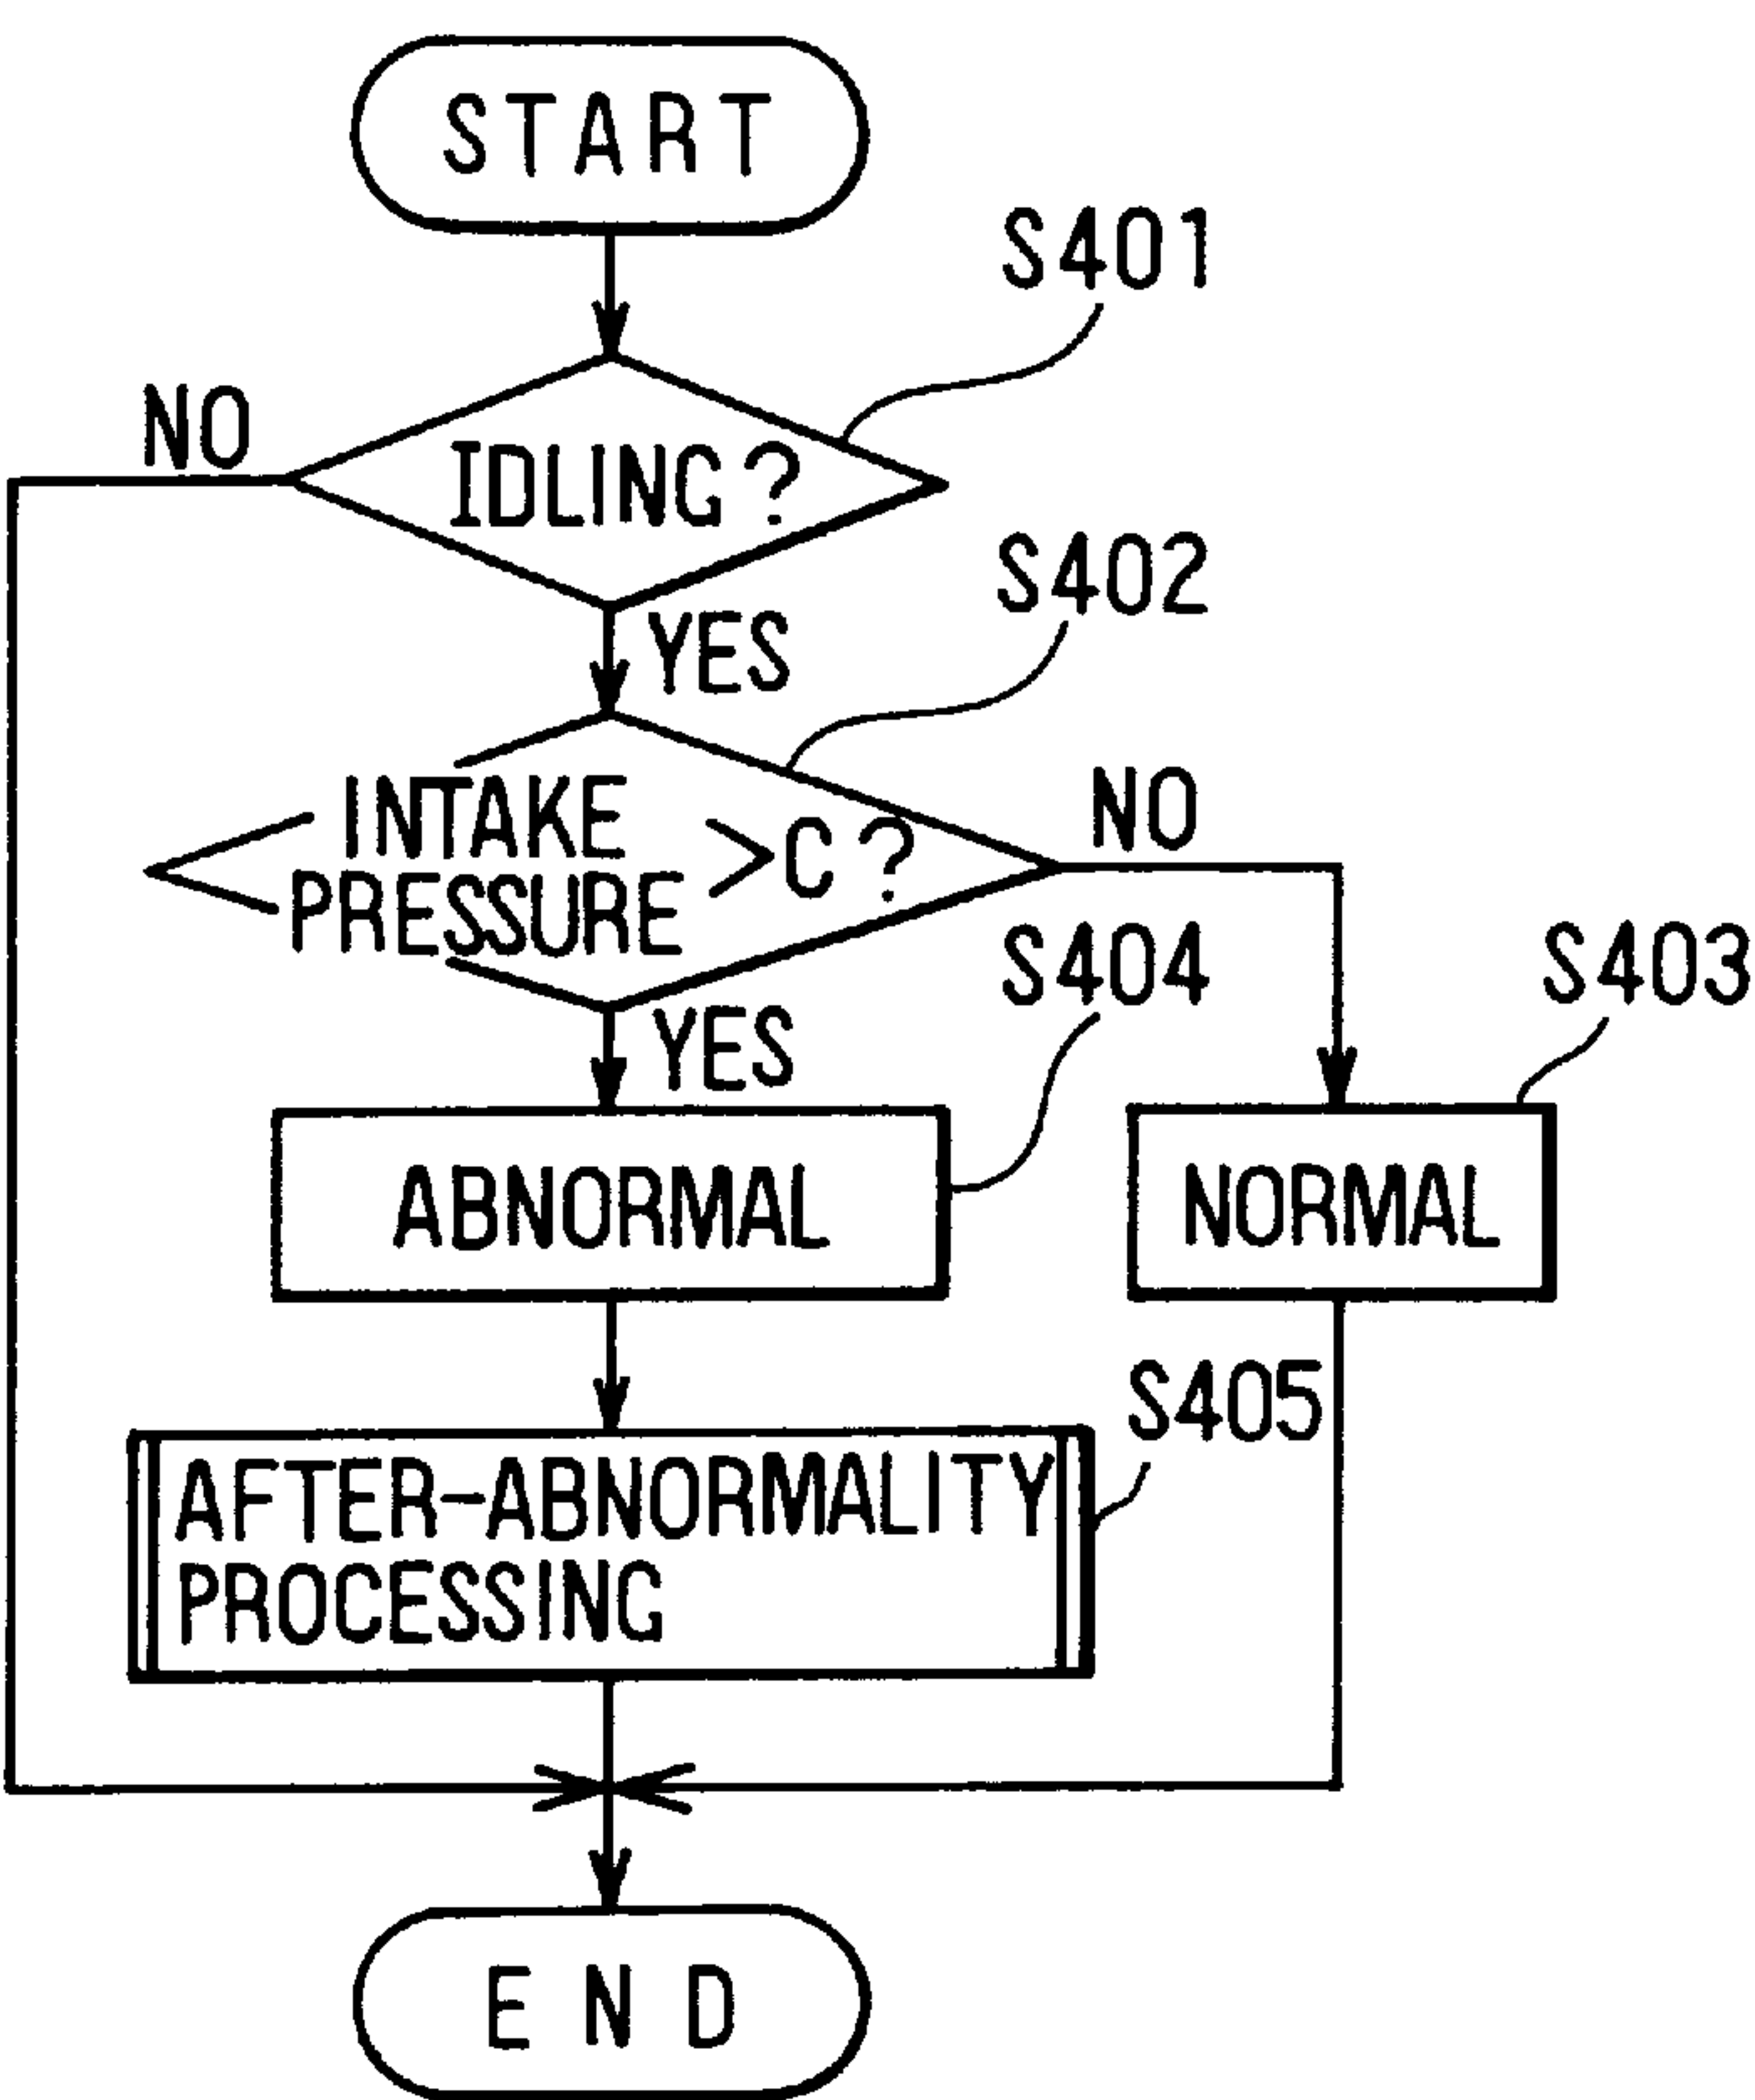 START
S401
NO
IDLING?
S402
YES
INTAKE
PRESSURE
>C?
NO
S404
S403
YES
ABNORMAL
NORMAL
S405
AFTER-ABNORMALITY
PROCESSING
END